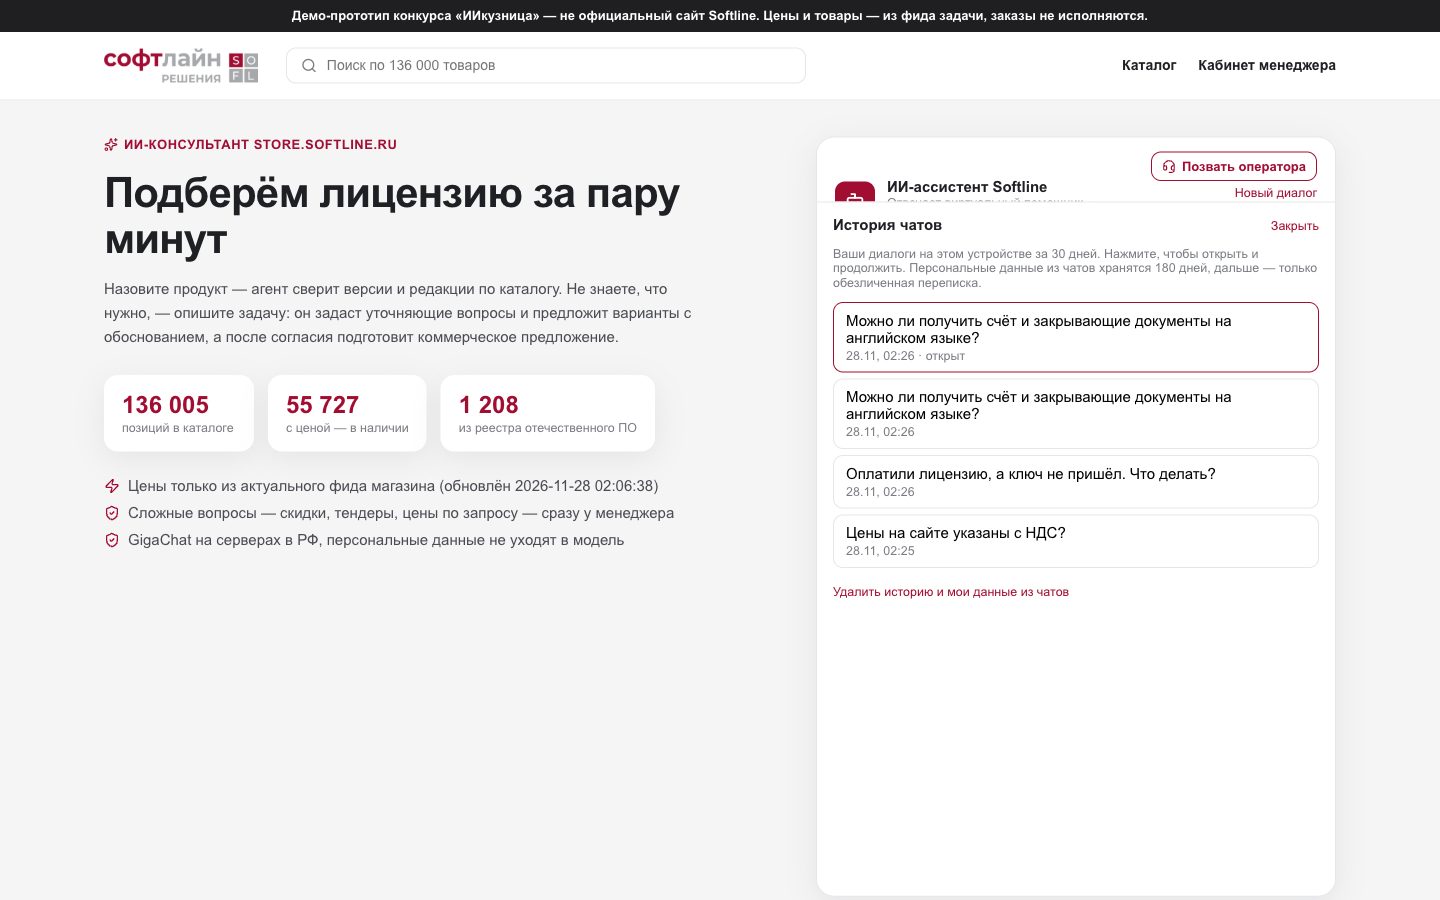 Демо-прототип конкурса «ИИкузница» — не официальный сайт Softline. Цены и товары — из фида задачи, заказы не исполняются.
софтлайн
РЕШЕНИЯ
S O
F L
Поиск по 136 000 товаров
Каталог
Кабинет менеджера
ИИ-КОНСУЛЬТАНТ STORE.SOFTLINE.RU
Подберём лицензию за пару
минут
Назовите продукт — агент сверит версии и редакции по каталогу. Не знаете, что
нужно, — опишите задачу: он задаст уточняющие вопросы и предложит варианты с
обоснованием, а после согласия подготовит коммерческое предложение.
136 005
позиций в каталоге
55 727
с ценой — в наличии
1 208
из реестра отечественного ПО
Цены только из актуального фида магазина (обновлён 2026-11-28 02:06:38)
Сложные вопросы — скидки, тендеры, цены по запросу — сразу у менеджера
GigaChat на серверах в РФ, персональные данные не уходят в модель
Позвать оператора
ИИ-ассистент Softline
Новый диалог
История чатов
Закрыть
Ваши диалоги на этом устройстве за 30 дней. Нажмите, чтобы открыть и
продолжить. Персональные данные из чатов хранятся 180 дней, дальше — только
обезличенная переписка.
Можно ли получить счёт и закрывающие документы на
английском языке?
28.11, 02:26 · открыт
Можно ли получить счёт и закрывающие документы на
английском языке?
28.11, 02:26
Оплатили лицензию, а ключ не пришёл. Что делать?
28.11, 02:26
Цены на сайте указаны с НДС?
28.11, 02:25
Удалить историю и мои данные из чатов